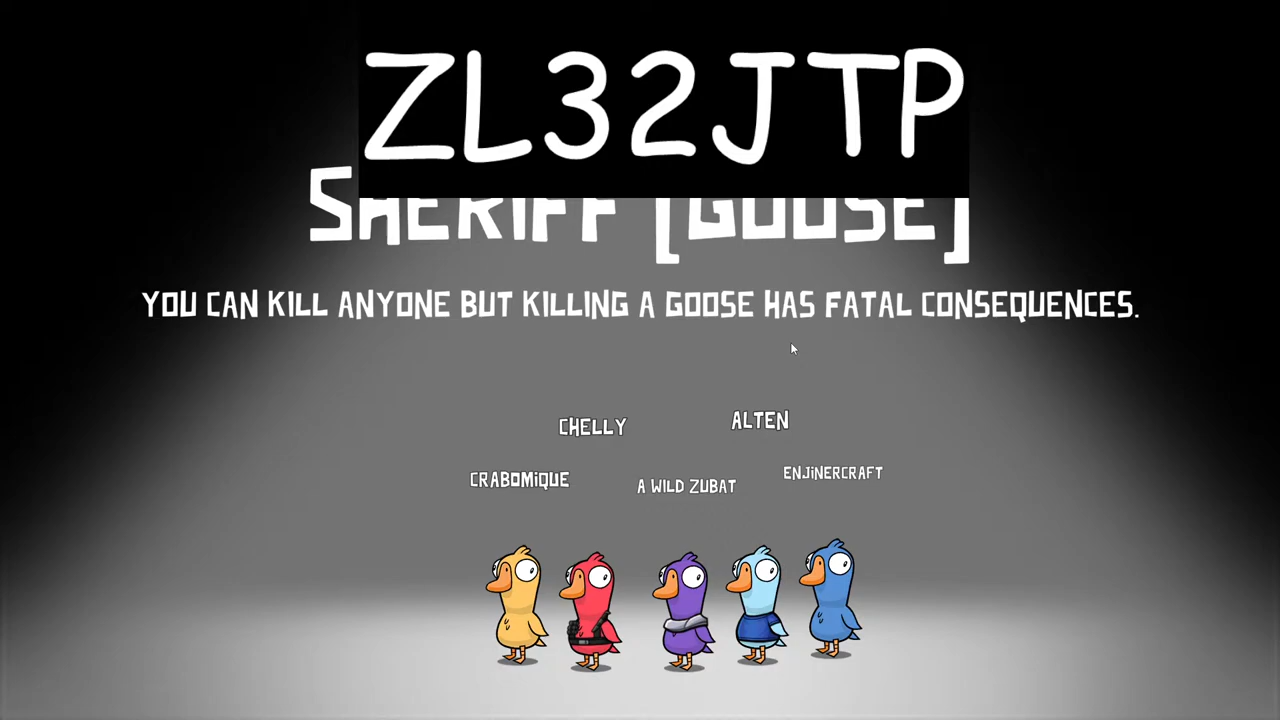 ZL32JTP
SHERIFF [GOOSE]
YOU CAN KILL ANYONE BUT KILLING A GOOSE HAS FATAL CONSEQUENCES.
CHELLY
ALTEN
CRABOMiQUE
A WILD ZUBAT
ENJiNERCRAFT